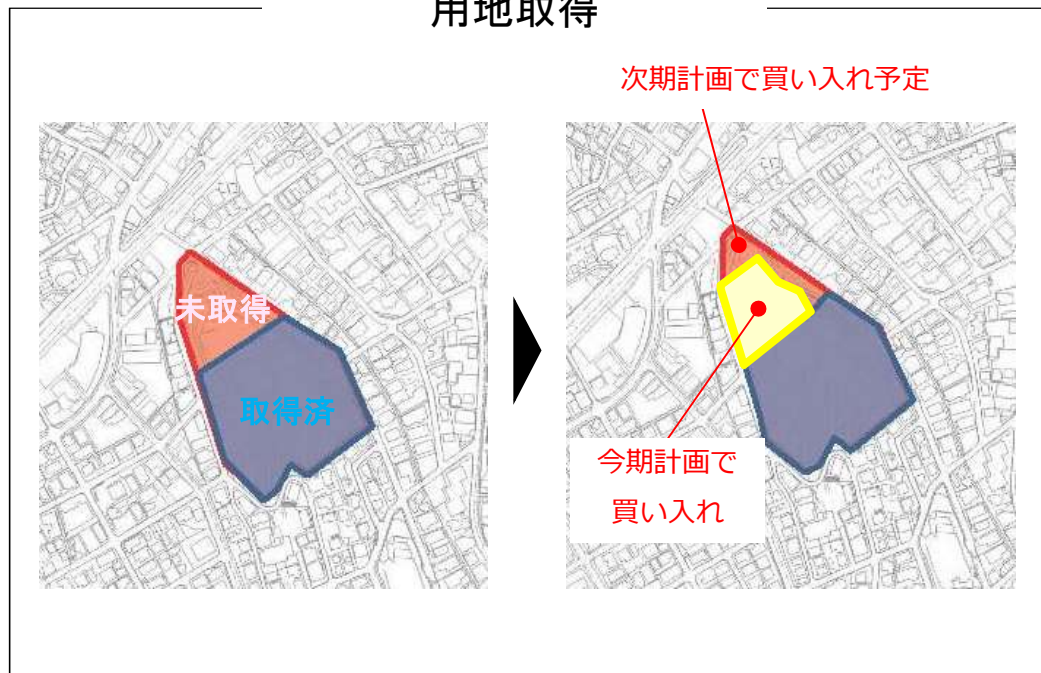 用地取得
次期計画で買い入れ予定
未取得
取得済
今期計画で
買い入れ